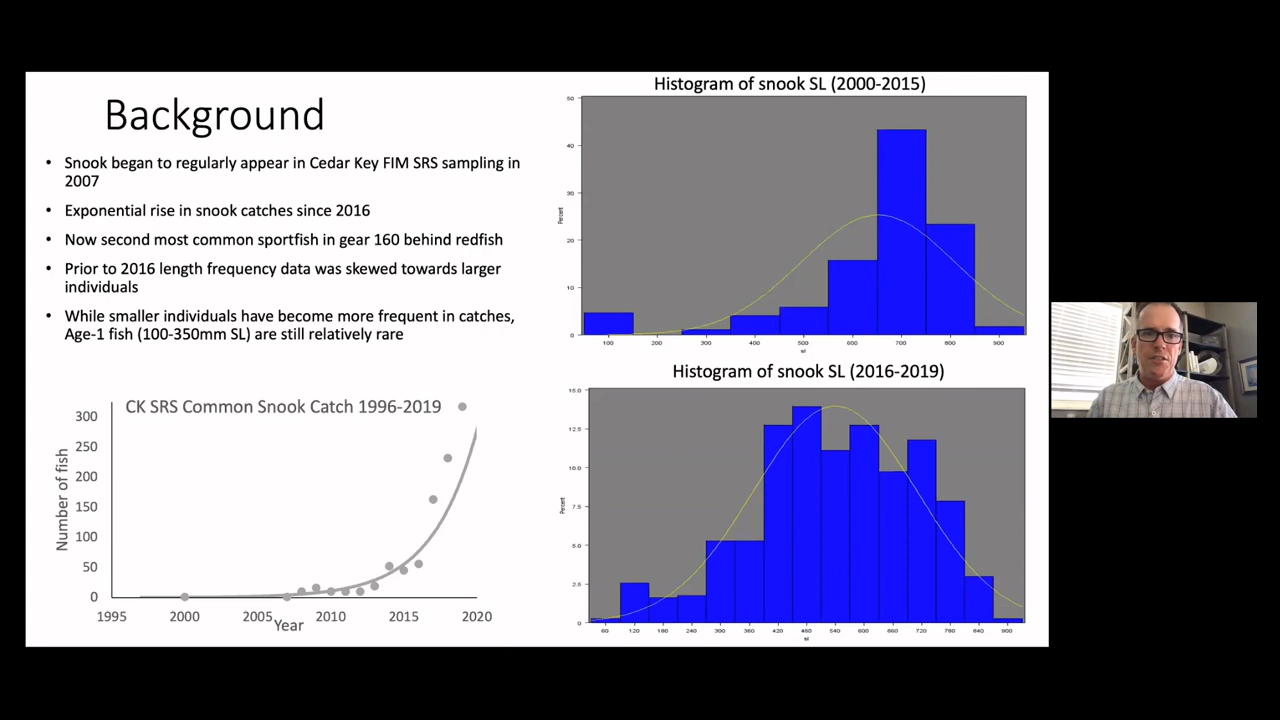 Background
• Snook began to regularly appear in Cedar Key FIM SRS sampling in
2007
• Exponential rise in snook catches since 2016
• Now second most common sportfish in gear 160 behind redfish
• Prior to 2016 length frequency data was skewed towards larger
individuals
• While smaller individuals have become more frequent in catches,
Age-1 fish (100-350mm SL) are still relatively rare
CK SRS Common Snook Catch 1996-2019
Number of fish
300
250
200
150
100
50
0
1995 2000 2005 2010 2015 2020
Year
Histogram of snook SL (2000-2015)
Percent
50
40
30
20
10
0
100 200 300 400 500 600 700 800 900
sl
Histogram of snook SL (2016-2019)
Percent
15.0
12.5
10.0
7.5
5.0
2.5
0
60 120 180 240 300 360 420 480 540 600 660 720 780 840 900
sl